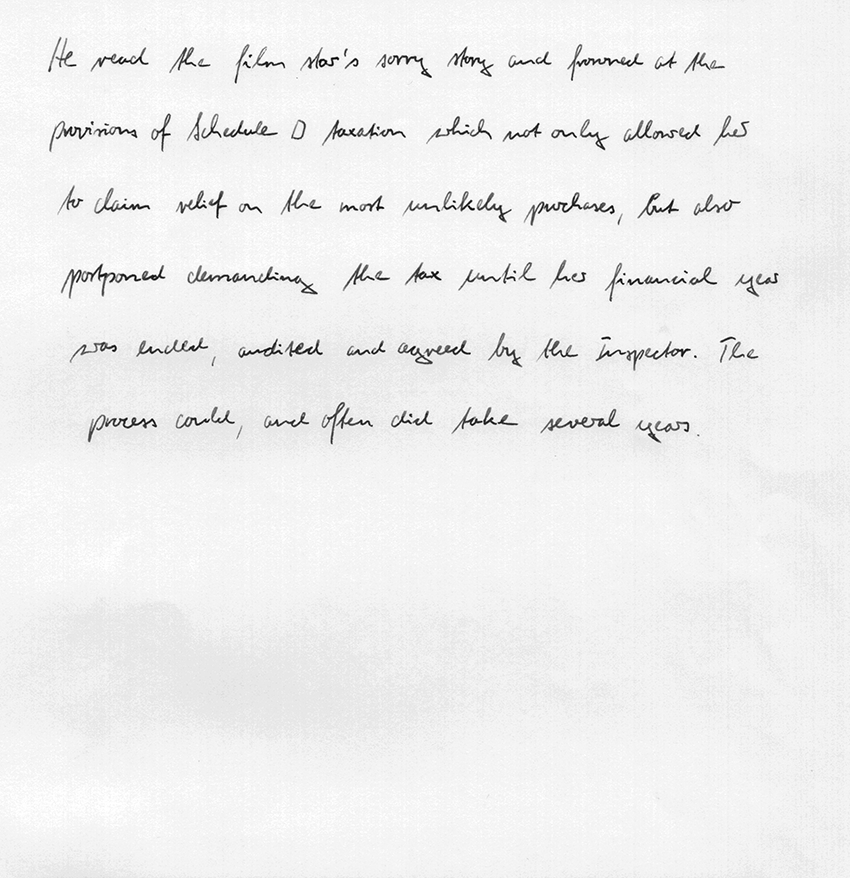 He read the film star's sorry story and frowned at the
provisions of Schedule D taxation which not only allowed her
to claim relief on the most unlikely purchases, but also
postponed demanding the tax until her financial year
was ended, audited and agreed by the Inspector. The
process could, and often did take several years.